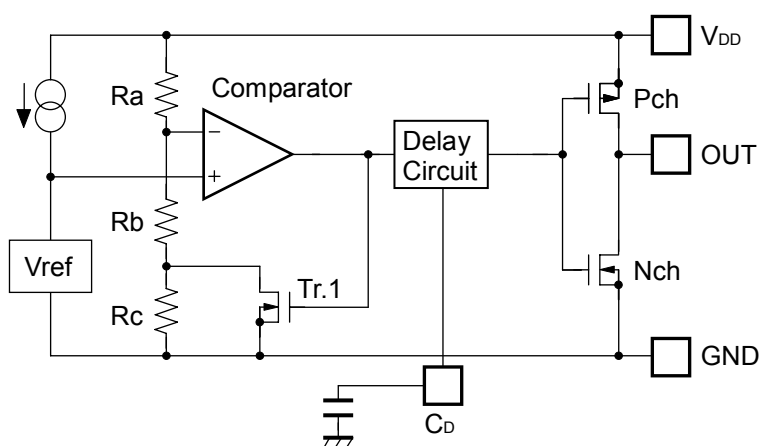 VDD
Ra
Comparator
Pch
−
Delay
Circuit
OUT
+
Rb
Vref
Tr.1
Nch
Rc
GND
CD